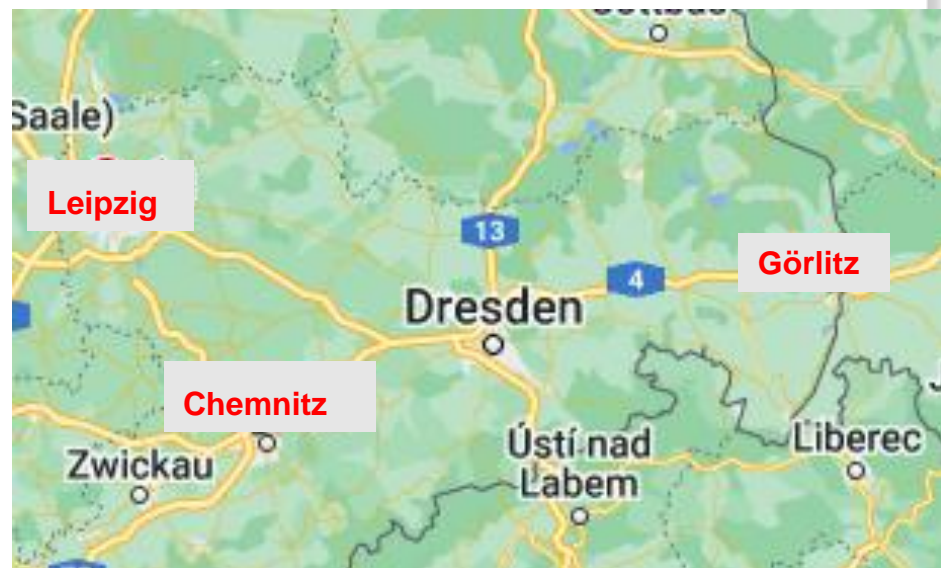 Saale)
Leipzig
13
Görlitz
4
Dresden
Chemnitz
Ústí nad
Labem
Liberec
Zwickau